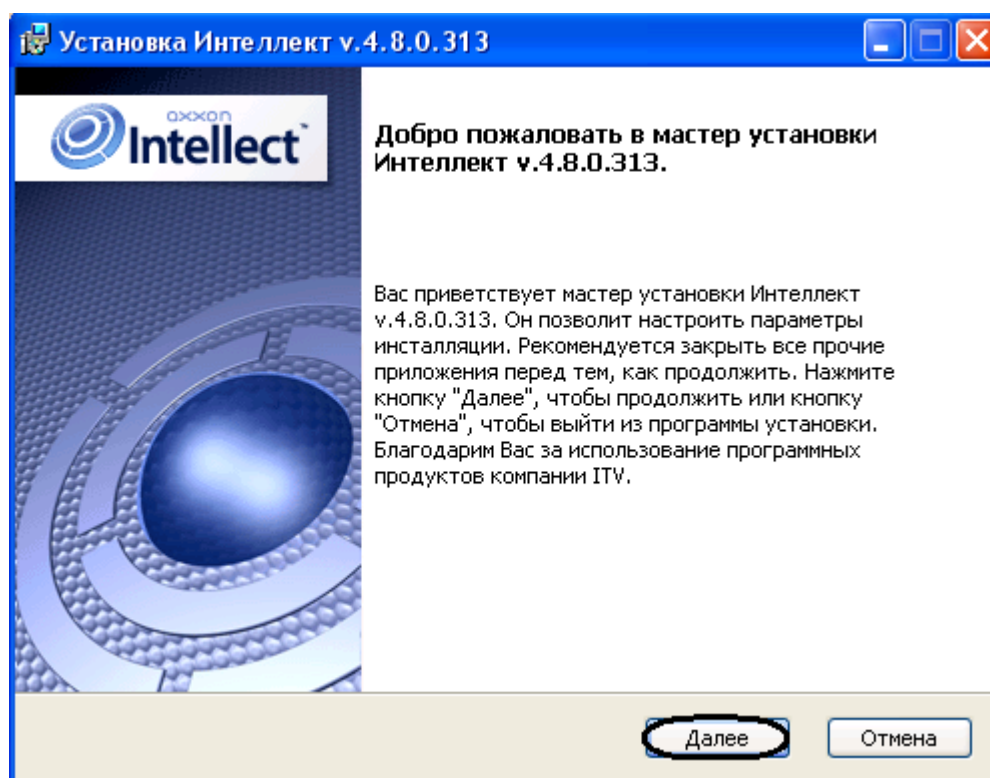 Установка Интеллект v.4.8.0.313
axxon
Intellect™
Добро пожаловать в мастер установки
Интеллект v.4.8.0.313.
Вас приветствует мастер установки Интеллект
v.4.8.0.313. Он позволит настроить параметры
инсталляции. Рекомендуется закрыть все прочие
приложения перед тем, как продолжить. Нажмите
кнопку "Далее", чтобы продолжить или кнопку
"Отмена", чтобы выйти из программы установки.
Благодарим Вас за использование программных
продуктов компании ITV.
Далее
Отмена